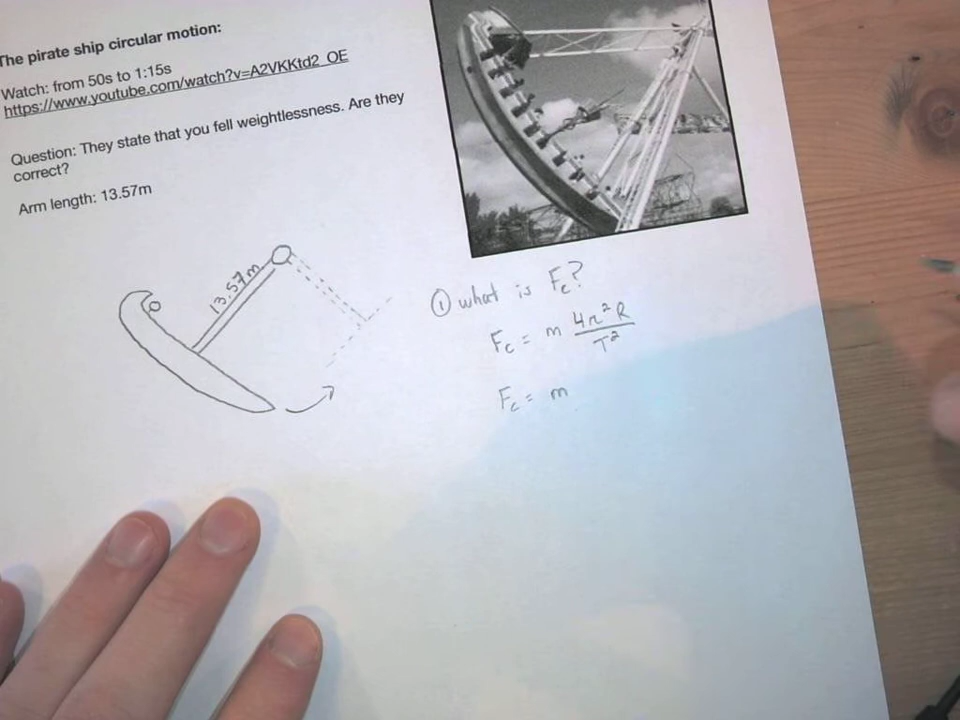 The pirate ship circular motion:
Watch: from 50s to 1:15s
https://www.youtube.com/watch?v=A2VKKtd2_OE
Question: They state that you fell weightlessness. Are they
correct?
Arm length: 13.57m
13.57m
① what is Fc?
Fc = m 4π²R
T²
Fc = m